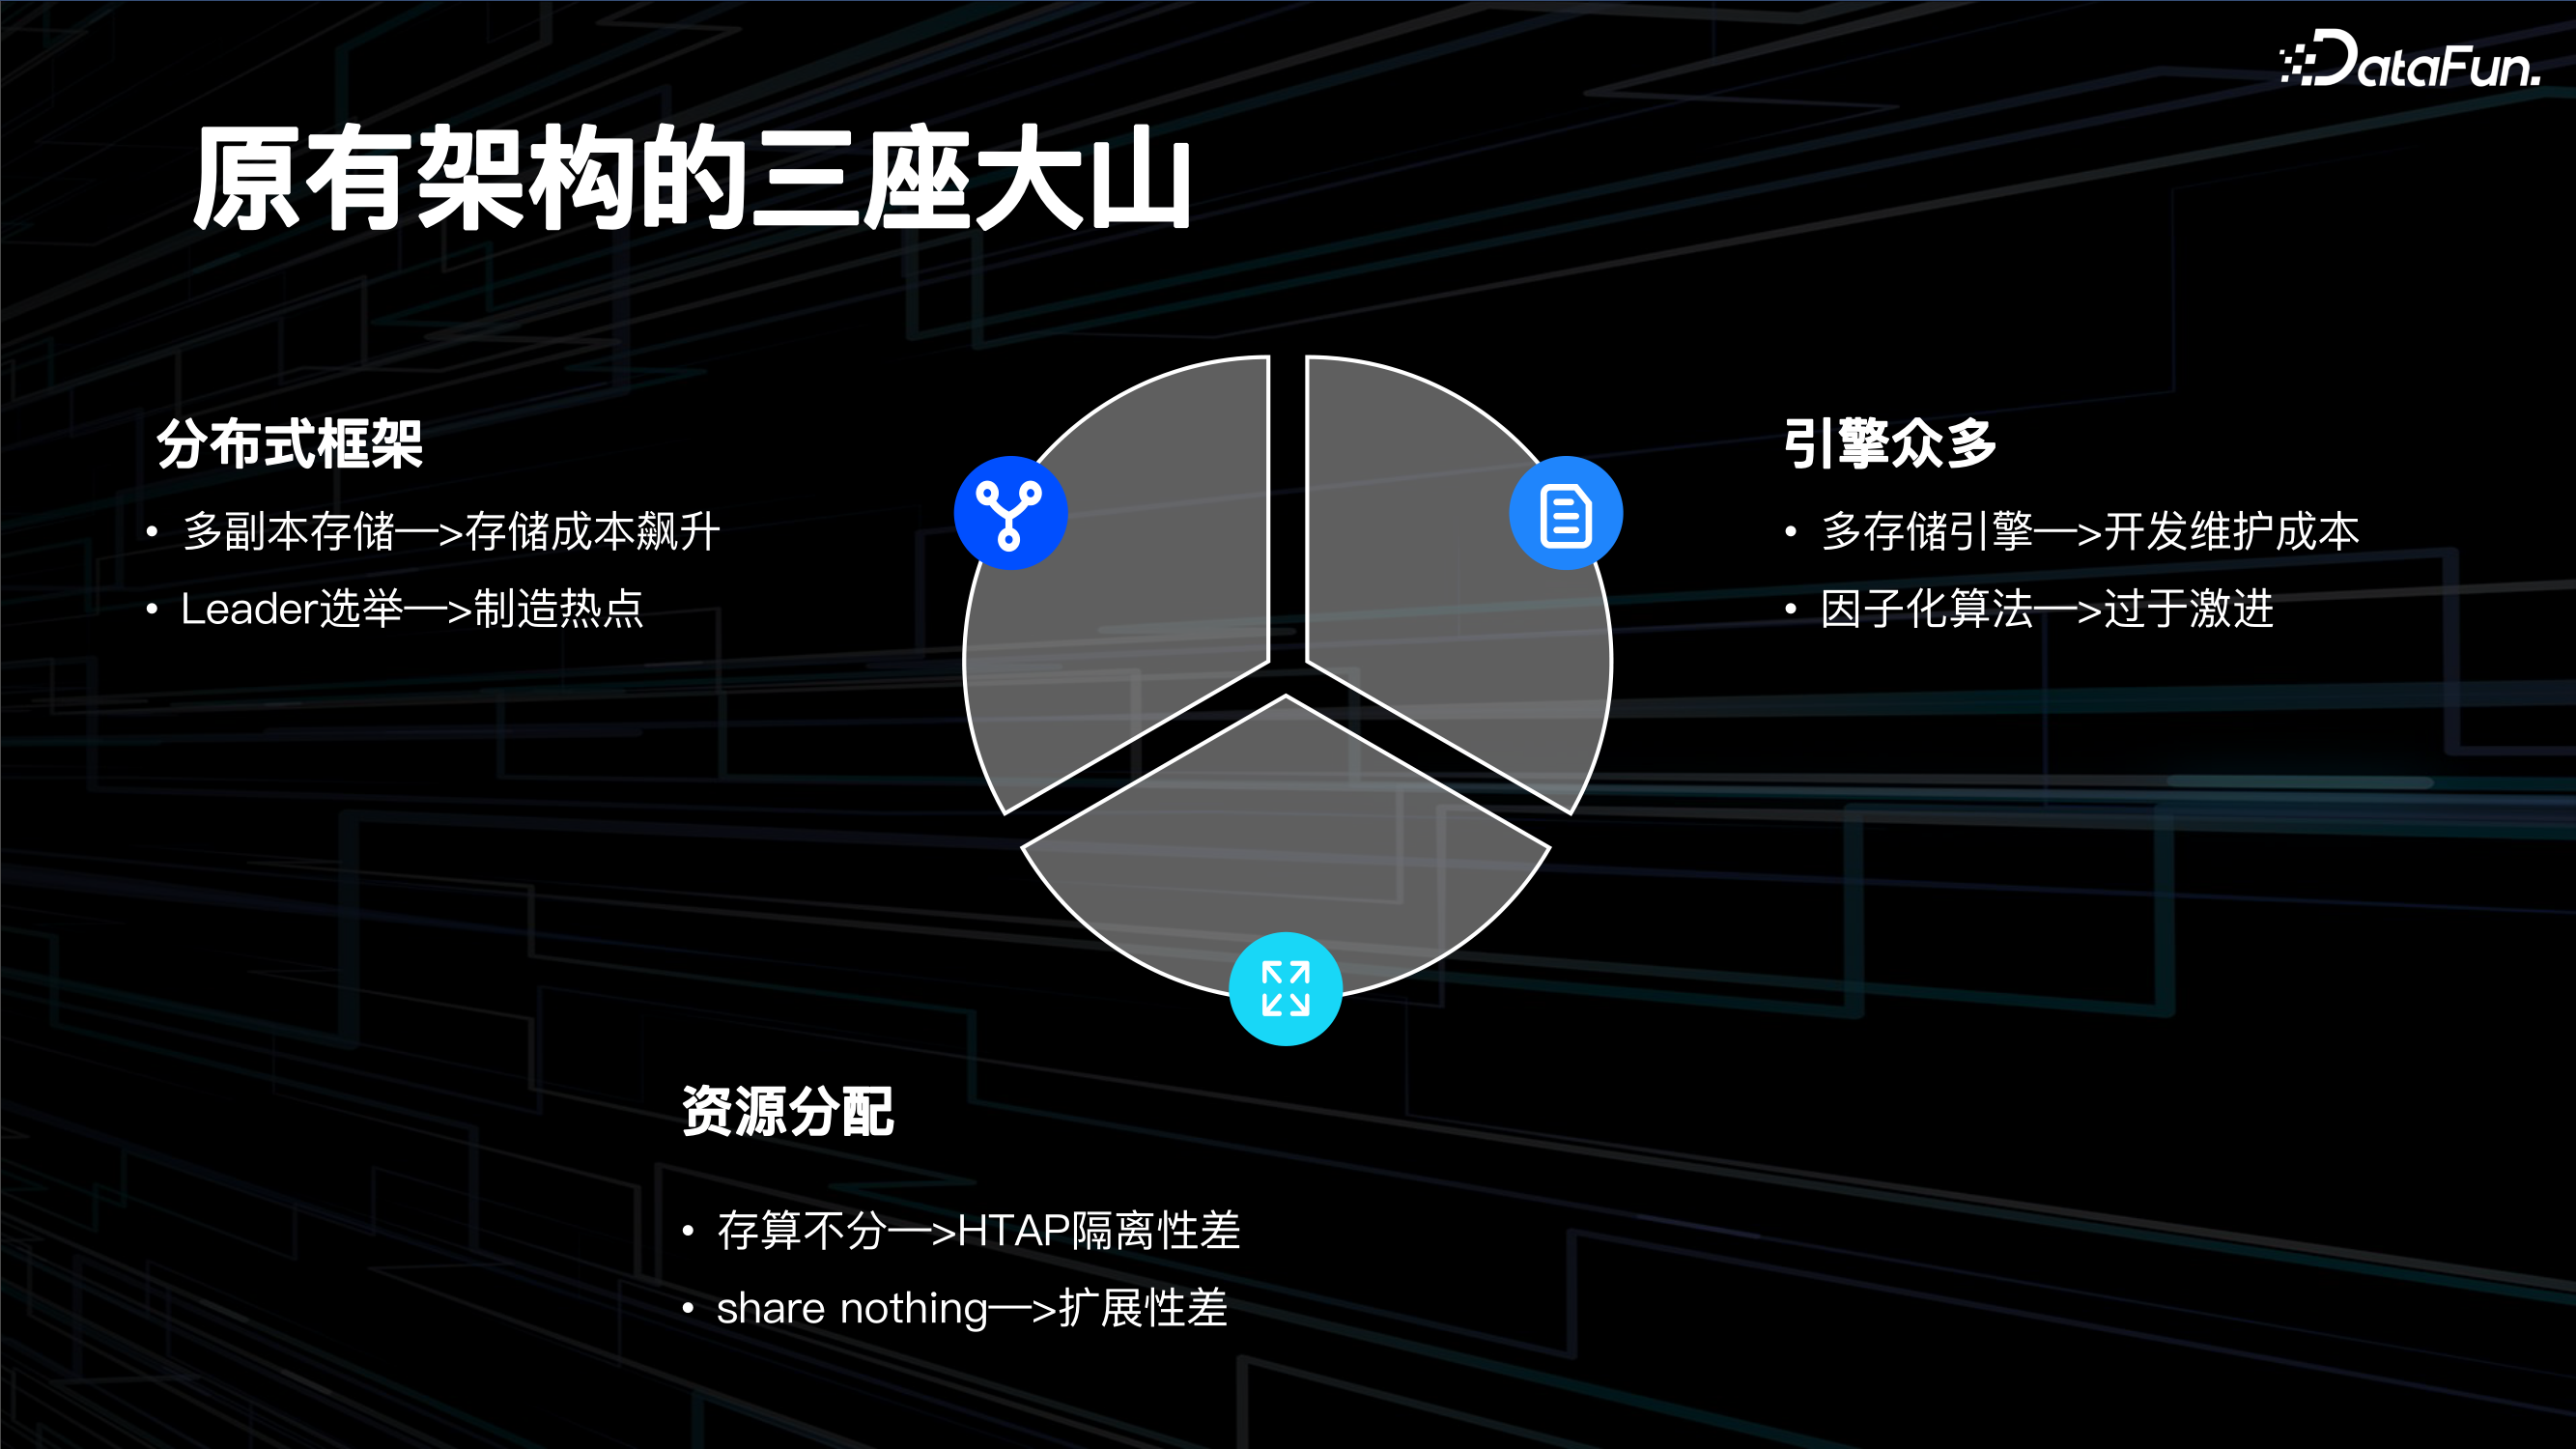 DataFun.
原有架构的三座大山
分布式框架
• 多副本存储—>存储成本飙升
• Leader选举—>制造热点
引擎众多
• 多存储引擎—>开发维护成本
• 因子化算法—>过于激进
资源分配
• 存算不分—>HTAP隔离性差
• share nothing—>扩展性差